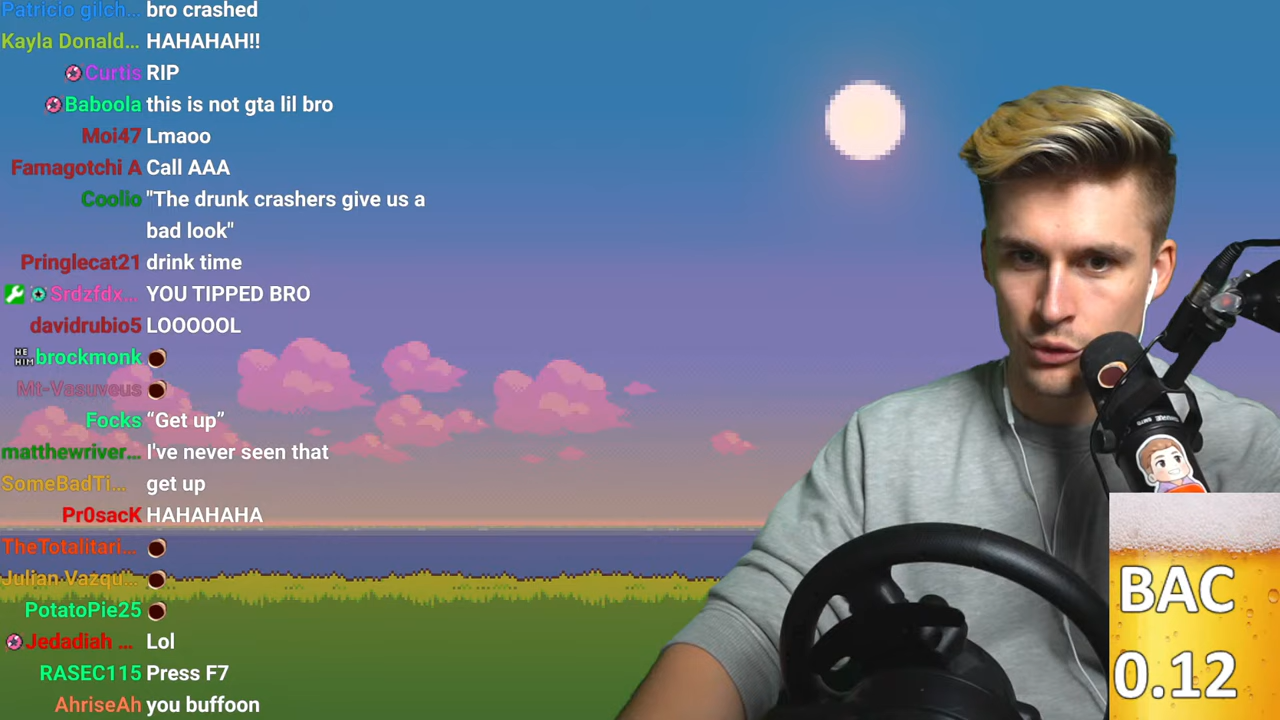 Patricio gilch... bro crashed
Kayla Donald... HAHAHAH!!
Curtis RIP
Baboola this is not gta lil bro
Moi47 Lmaoo
Famagotchi A Call AAA
Coolio "The drunk crashers give us a
bad look"
Pringlecat21 drink time
Srdzfdx... YOU TIPPED BRO
davidrubio5 LOOOOOL
HE HIM brockmonk
Mt-Vasuveus
Focks “Get up”
matthewriver... I've never seen that
SomeBadTi... get up
Pr0sacK HAHAHAHA
TheTotalitari...
Julian Vazqu...
PotatoPie25
Jedadiah ... Lol
RASEC115 Press F7
AhriseAh you buffoon
BAC
0.12